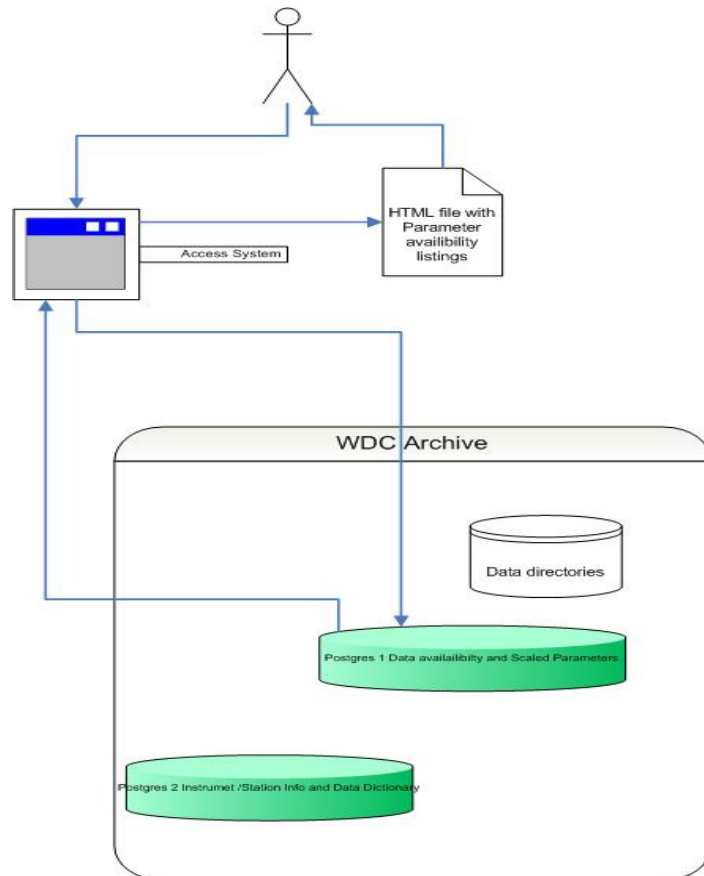 HTML file with
Parameter
availibility
listings
Access System
WDC Archive
Data directories
Postgres 1 Data availailibilty and Scaled Parameters
Postgres 2 Instrumet /Station Info and Data Dictionary